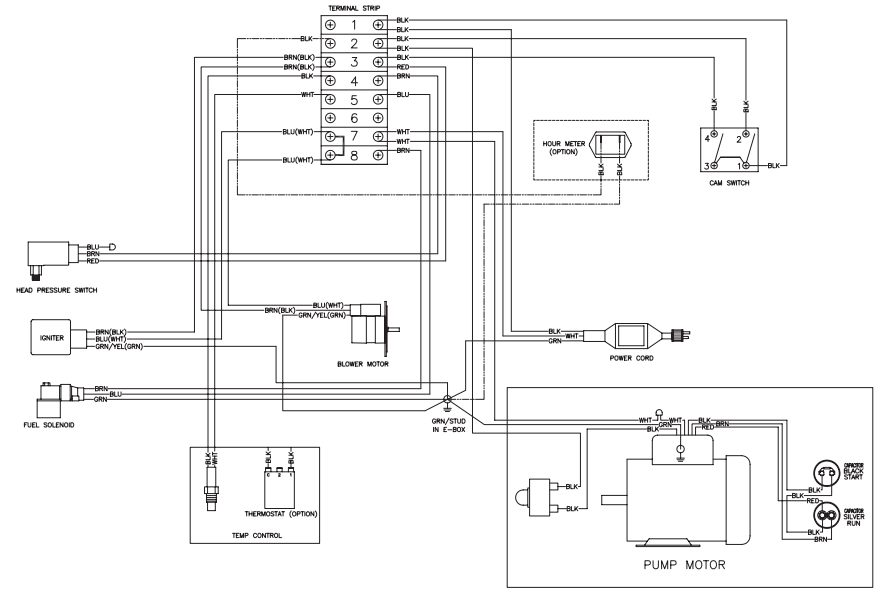 TERMINAL STRIP
1
2
3
4
5
6
7
8
BLK
BRN(BLK)
BRN(BLK)
BLK
WHT
BLU(WHT)
BLU(WHT)
BLK
BLK
BLK
BLK
BLK
RED
BRN
BLU
WHT
WHT
BRN
HOUR METER
(OPTION)
BLK
BLK
BLK
BLK
4
2
3
1
BLK
CAM SWITCH
BLU
BRN
RED
HEAD PRESSURE SWITCH
IGNITER
BRN(BLK)
BLU(WHT)
GRN/YEL(GRN)
BLU(WHT)
BRN(BLK)
GRN/YEL(GRN)
BLOWER MOTOR
BLK
WHT
GRN
POWER CORD
BRN
BLU
GRN
FUEL SOLENOID
GRN/STUD
IN E-BOX
BLK
WHT
BLK
BLK
THERMOSTAT (OPTION)
TEMP CONTROL
WHT
WHT
GRN
BLK
BLK
BRN
RED
BLK
BLK
BLK
BLK
RED
BLK
BRN
CAPACITOR
BLACK
START
CAPACITOR
SILVER
RUN
PUMP MOTOR